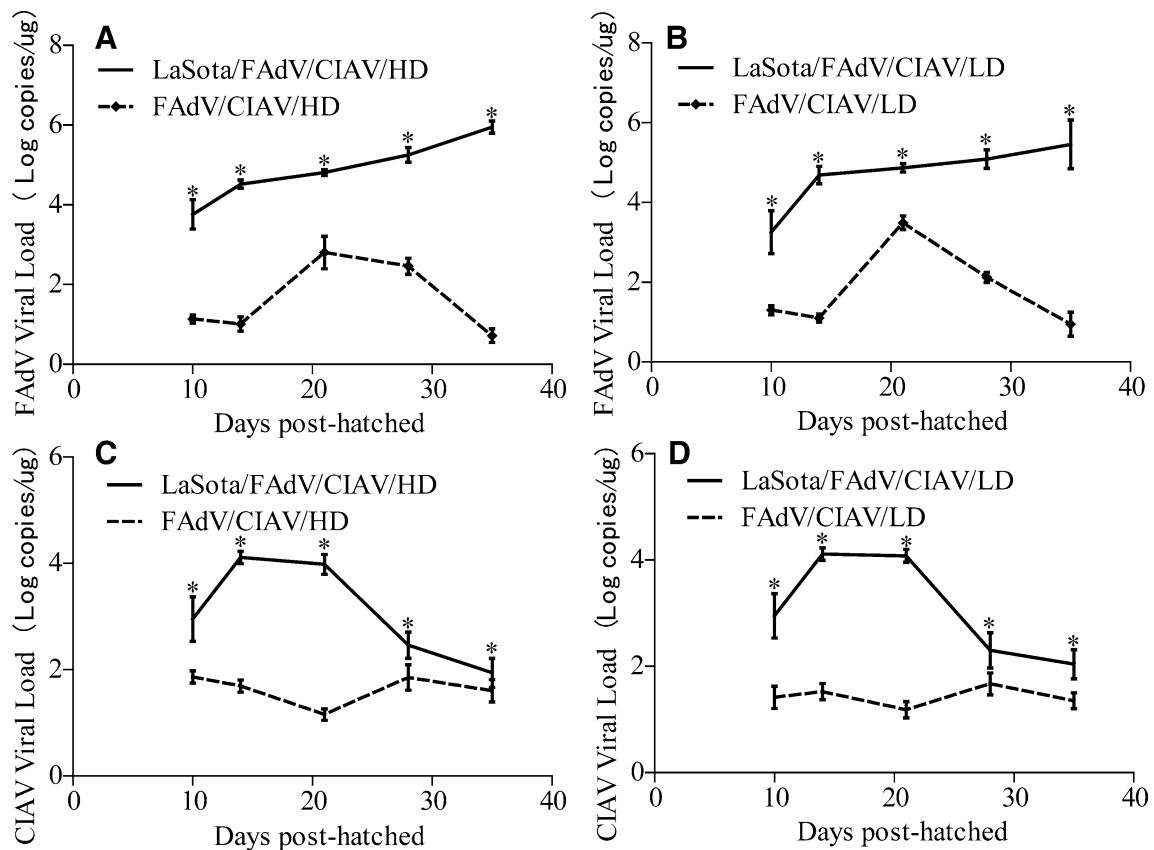 A
FAdV Viral Load (Log copies/ug)
LaSota/FAdV/CIAV/HD
FAdV/CIAV/HD
8
6
4
2
0
* * * * *
0 10 20 30 40
Days post-hatched
B
FAdV Viral Load (Log copies/ug)
LaSota/FAdV/CIAV/LD
FAdV/CIAV/LD
8
6
4
2
0
* * * * *
0 10 20 30 40
Days post-hatched
C
CIAV Viral Load (Log copies/ug)
LaSota/FAdV/CIAV/HD
FAdV/CIAV/HD
6
4
2
0
* * * * *
0 10 20 30 40
Days post-hatched
D
CIAV Viral Load (Log copies/ug)
LaSota/FAdV/CIAV/LD
FAdV/CIAV/LD
6
4
2
0
* * * * *
0 10 20 30 40
Days post-hatched